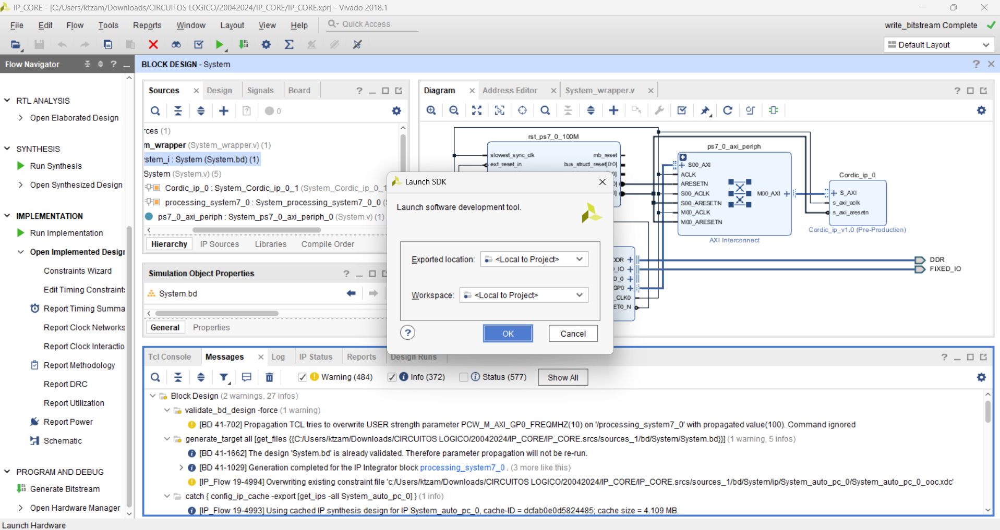 IP_CORE - [C:/Users/ktzam/Downloads/CIRCUITOS LOGICO/20042024/IP_CORE/IP_CORE.xpr] - Vivado 2018.1
File Edit Flow Tools Reports Window Layout View Help Quick Access
write_bitstream Complete
Default Layout
Flow Navigator
RTL ANALYSIS
Open Elaborated Design
SYNTHESIS
Run Synthesis
Open Synthesized Design
IMPLEMENTATION
Run Implementation
Open Implemented Desig
Constraints Wizard
Edit Timing Constraint
Report Timing Summa
Report Clock Networks
Report Clock Interactio
Report Methodology
Report DRC
Report Utilization
Report Power
Schematic
PROGRAM AND DEBUG
Generate Bitstream
Open Hardware Manager
Launch Hardware
BLOCK DESIGN - System
Sources Design Signals Board
0
rces (1)
m_wrapper (System_wrapper.v) (1)
stem_i : System (System.bd) (1)
System (System.v) (5)
Cordic_ip_0 : System_Cordic_ip_0_1 (System_Cordic_ip_0_1
processing_system7_0 : System_processing_system7_0_0 (
ps7_0_axi_periph : System_ps7_0_axi_periph_0 (System.v) (1)
Hierarchy IP Sources Libraries Compile Order
Simulation Object Properties
System.bd
General Properties
Diagram Address Editor System_wrapper.v
rst_ps7_0_100M
slowest_sync_clk mb_reset
ext_reset_in bus_struct_reset[0:0]
ps7_0_axi_periph
S00_AXI
ACLK
ARESETN
S00_ACLK
S00_ARESETN
M00_ACLK
M00_ARESETN
M00_AXI
AXI Interconnect
Cordic_ip_0
S_AXI
s_axi_aclk
s_axi_aresetn
Cordic_ip_v1.0 (Pre-Production)
DDR
_IO
D_0
GP0
_CLK0
ET0_N
DDR
FIXED_IO
Launch SDK
Launch software development tool.
Exported location: <Local to Project>
Workspace: <Local to Project>
? OK Cancel
Tcl Console Messages Log IP Status Reports Design Runs
Warning (484) Info (372) Status (577) Show All
Block Design (2 warnings, 27 infos)
validate_bd_design -force (1 warning)
[BD 41-702] Propagation TCL tries to overwrite USER strength parameter PCW_M_AXI_GP0_FREQMHZ(10) on '/processing_system7_0' with propagated value(100). Command ignored
generate_target all [get_files {{C:/Users/ktzam/Downloads/CIRCUITOS LOGICO/20042024/IP_CORE/IP_CORE.srcs/sources_1/bd/System/System.bd}}] (1 warning, 5 infos)
[BD 41-1662] The design 'System.bd' is already validated. Therefore parameter propagation will not be re-run.
[BD 41-1029] Generation completed for the IP Integrator block processing_system7_0 . (3 more like this)
[IP_Flow 19-4994] Overwriting existing constraint file 'c:/Users/ktzam/Downloads/CIRCUITOS LOGICO/20042024/IP_CORE/IP_CORE.srcs/sources_1/bd/System/ip/System_auto_pc_0/System_auto_pc_0_ooc.xdc'
catch { config_ip_cache -export [get_ips -all System_auto_pc_0] } (1 info)
[IP_Flow 19-4993] Using cached IP synthesis design for IP System_auto_pc_0, cache-ID = dcfab0e0d5824485; cache size = 4.109 MB.